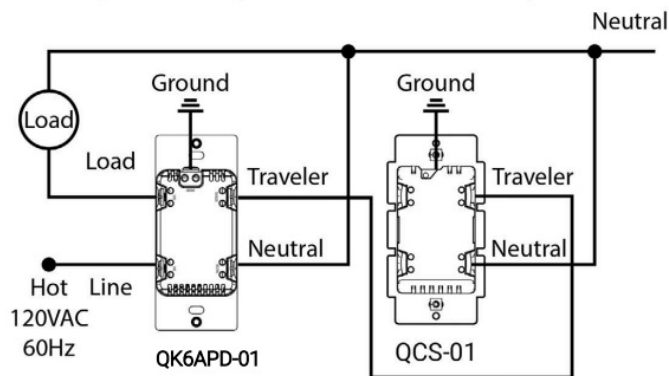 Neutral
Ground
Ground
Load
Load
Traveler
Traveler
Neutral
Neutral
Hot
Line
120VAC
60Hz
QK6APD-01
QCS-01